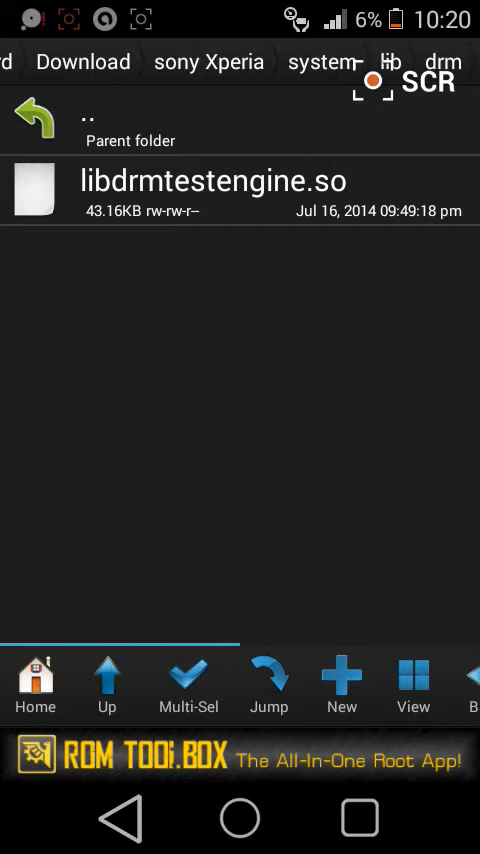 6% 10:20
rd Download sony Xperia system lib drm
SCR
..
Parent folder
libdrmtestengine.so
43.16KB rw-rw-r-- Jul 16, 2014 09:49:18 pm
Home Up Multi-Sel Jump New View B
ROM TOOLBOX The All-In-One Root App!